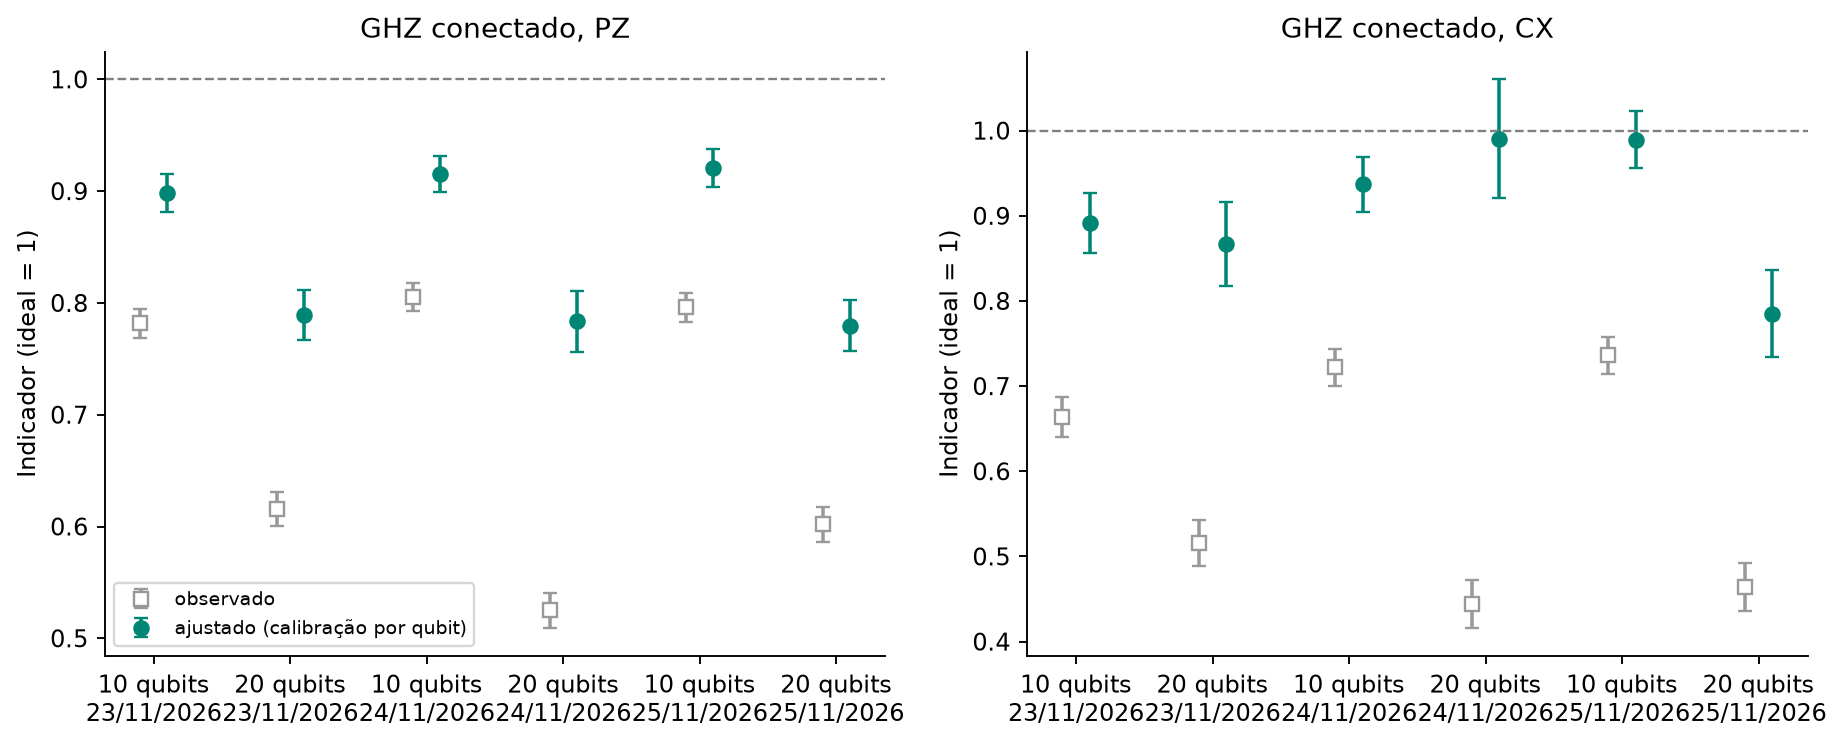 GHZ conectado, PZ
Indicador (ideal = 1)
1.0
0.9
0.8
0.7
0.6
0.5
observado
ajustado (calibração por qubit)
10 qubits
23/11/2026
20 qubits
23/11/2026
10 qubits
24/11/2026
20 qubits
24/11/2026
10 qubits
25/11/2026
20 qubits
25/11/2026
GHZ conectado, CX
Indicador (ideal = 1)
1.0
0.9
0.8
0.7
0.6
0.5
0.4
10 qubits
23/11/2026
20 qubits
23/11/2026
10 qubits
24/11/2026
20 qubits
24/11/2026
10 qubits
25/11/2026
20 qubits
25/11/2026